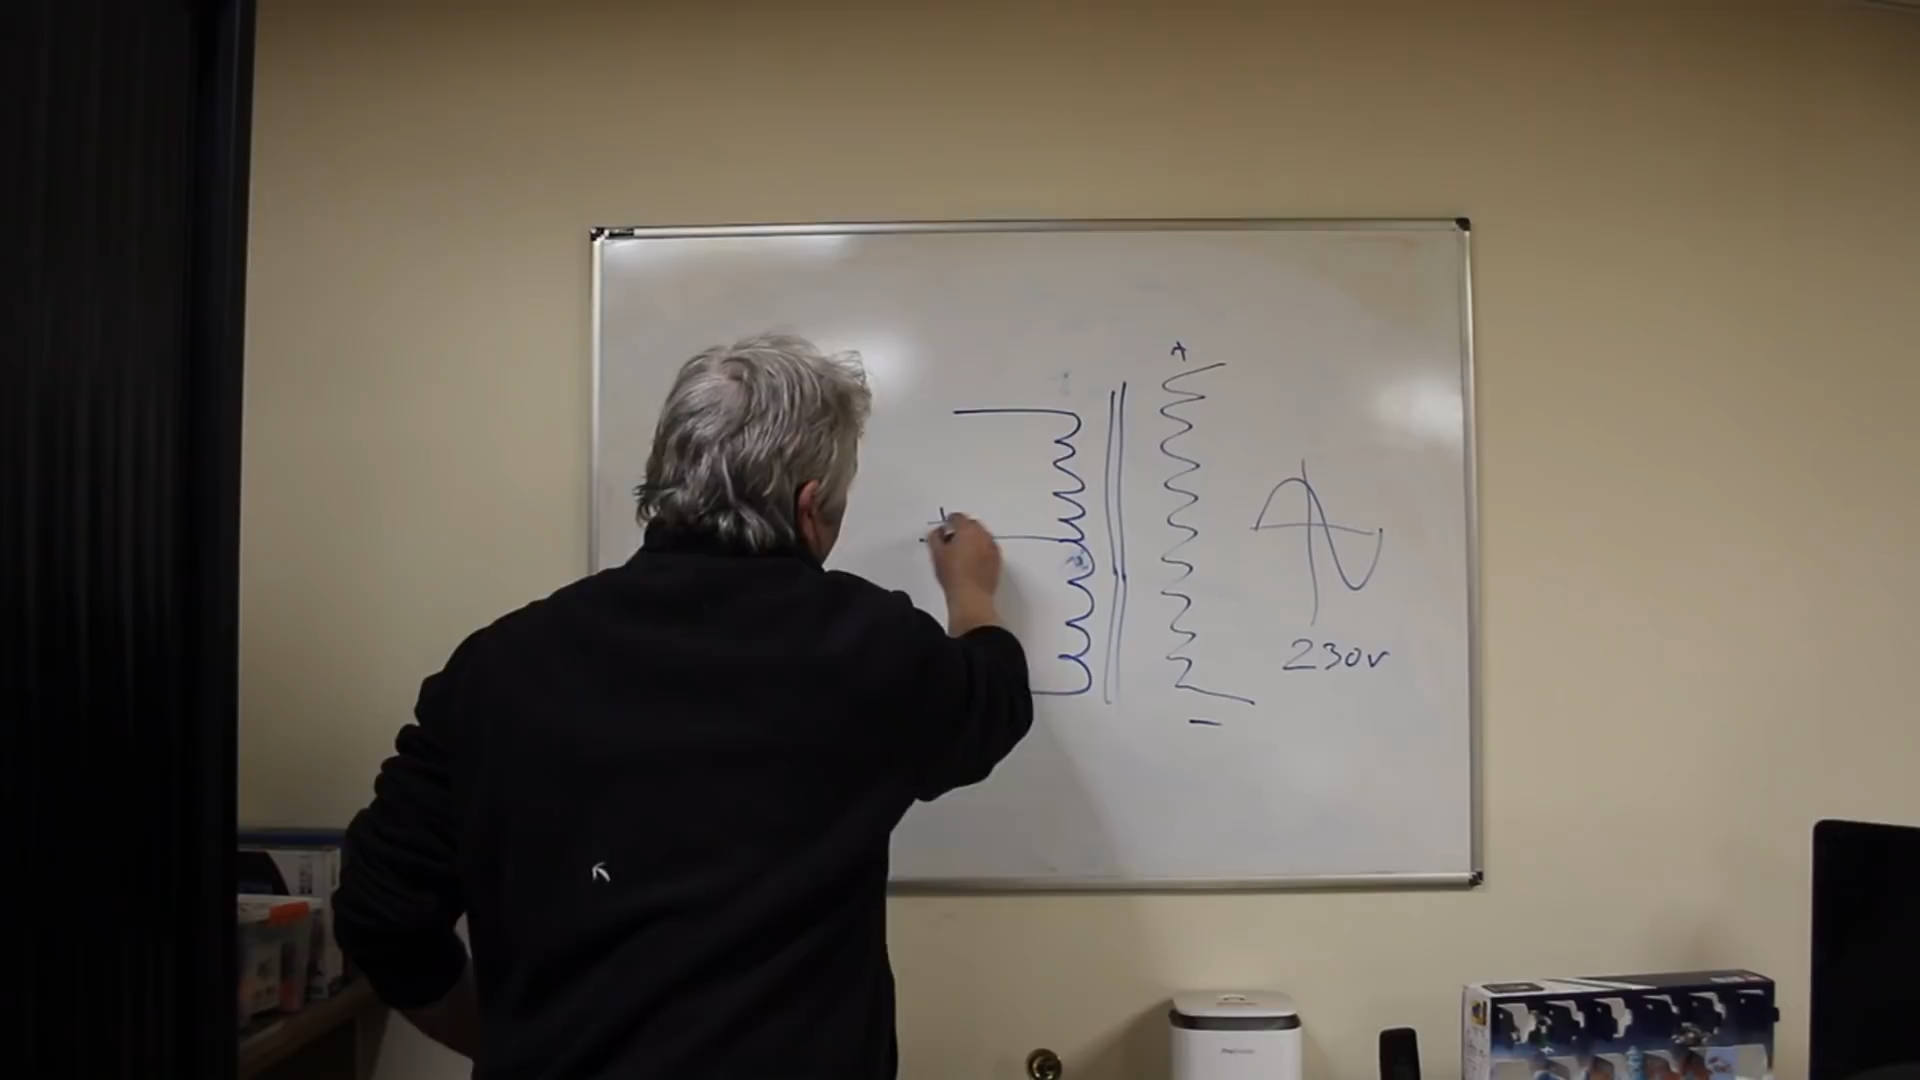 +
+
230v
–